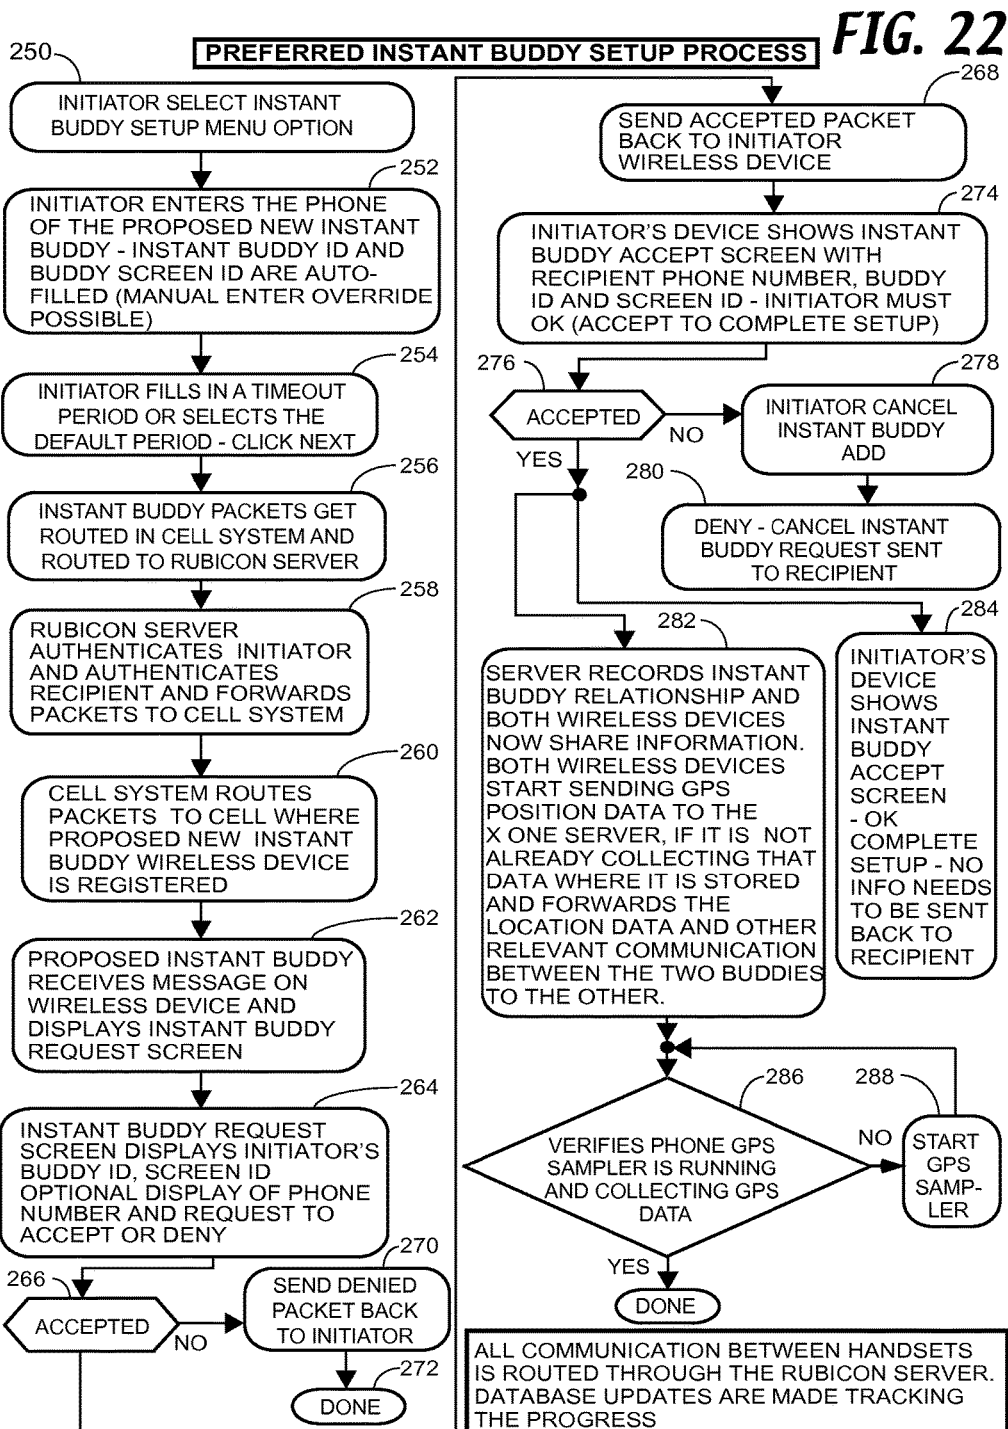 FIG. 22
PREFERRED INSTANT BUDDY SETUP PROCESS
250
INITIATOR SELECT INSTANT
BUDDY SETUP MENU OPTION
252
INITIATOR ENTERS THE PHONE
OF THE PROPOSED NEW INSTANT
BUDDY - INSTANT BUDDY ID AND
BUDDY SCREEN ID ARE AUTO-
FILLED (MANUAL ENTER OVERRIDE
POSSIBLE)
254
INITIATOR FILLS IN A TIMEOUT
PERIOD OR SELECTS THE
DEFAULT PERIOD - CLICK NEXT
256
INSTANT BUDDY PACKETS GET
ROUTED IN CELL SYSTEM AND
ROUTED TO RUBICON SERVER
258
RUBICON SERVER
AUTHENTICATES INITIATOR
AND AUTHENTICATES
RECIPIENT AND FORWARDS
PACKETS TO CELL SYSTEM
260
CELL SYSTEM ROUTES
PACKETS TO CELL WHERE
PROPOSED NEW INSTANT
BUDDY WIRELESS DEVICE
IS REGISTERED
262
PROPOSED INSTANT BUDDY
RECEIVES MESSAGE ON
WIRELESS DEVICE AND
DISPLAYS INSTANT BUDDY
REQUEST SCREEN
264
INSTANT BUDDY REQUEST
SCREEN DISPLAYS INITIATOR'S
BUDDY ID, SCREEN ID
OPTIONAL DISPLAY OF PHONE
NUMBER AND REQUEST TO
ACCEPT OR DENY
266
ACCEPTED
NO
270
SEND DENIED
PACKET BACK
TO INITIATOR
272
DONE
268
SEND ACCEPTED PACKET
BACK TO INITIATOR
WIRELESS DEVICE
274
INITIATOR'S DEVICE SHOWS INSTANT
BUDDY ACCEPT SCREEN WITH
RECIPIENT PHONE NUMBER, BUDDY
ID AND SCREEN ID - INITIATOR MUST
OK (ACCEPT TO COMPLETE SETUP)
276
ACCEPTED
NO
YES
278
INITIATOR CANCEL
INSTANT BUDDY
ADD
280
DENY - CANCEL INSTANT
BUDDY REQUEST SENT
TO RECIPIENT
282
SERVER RECORDS INSTANT
BUDDY RELATIONSHIP AND
BOTH WIRELESS DEVICES
NOW SHARE INFORMATION.
BOTH WIRELESS DEVICES
START SENDING GPS
POSITION DATA TO THE
X ONE SERVER, IF IT IS NOT
ALREADY COLLECTING THAT
DATA WHERE IT IS STORED
AND FORWARDS THE
LOCATION DATA AND OTHER
RELEVANT COMMUNICATION
BETWEEN THE TWO BUDDIES
TO THE OTHER.
284
INITIATOR'S
DEVICE
SHOWS
INSTANT
BUDDY
ACCEPT
SCREEN
- OK
COMPLETE
SETUP - NO
INFO NEEDS
TO BE SENT
BACK TO
RECIPIENT
286
VERIFIES PHONE GPS
SAMPLER IS RUNNING
AND COLLECTING GPS
DATA
NO
288
START
GPS
SAMP-
LER
YES
DONE
ALL COMMUNICATION BETWEEN HANDSETS
IS ROUTED THROUGH THE RUBICON SERVER.
DATABASE UPDATES ARE MADE TRACKING
THE PROGRESS